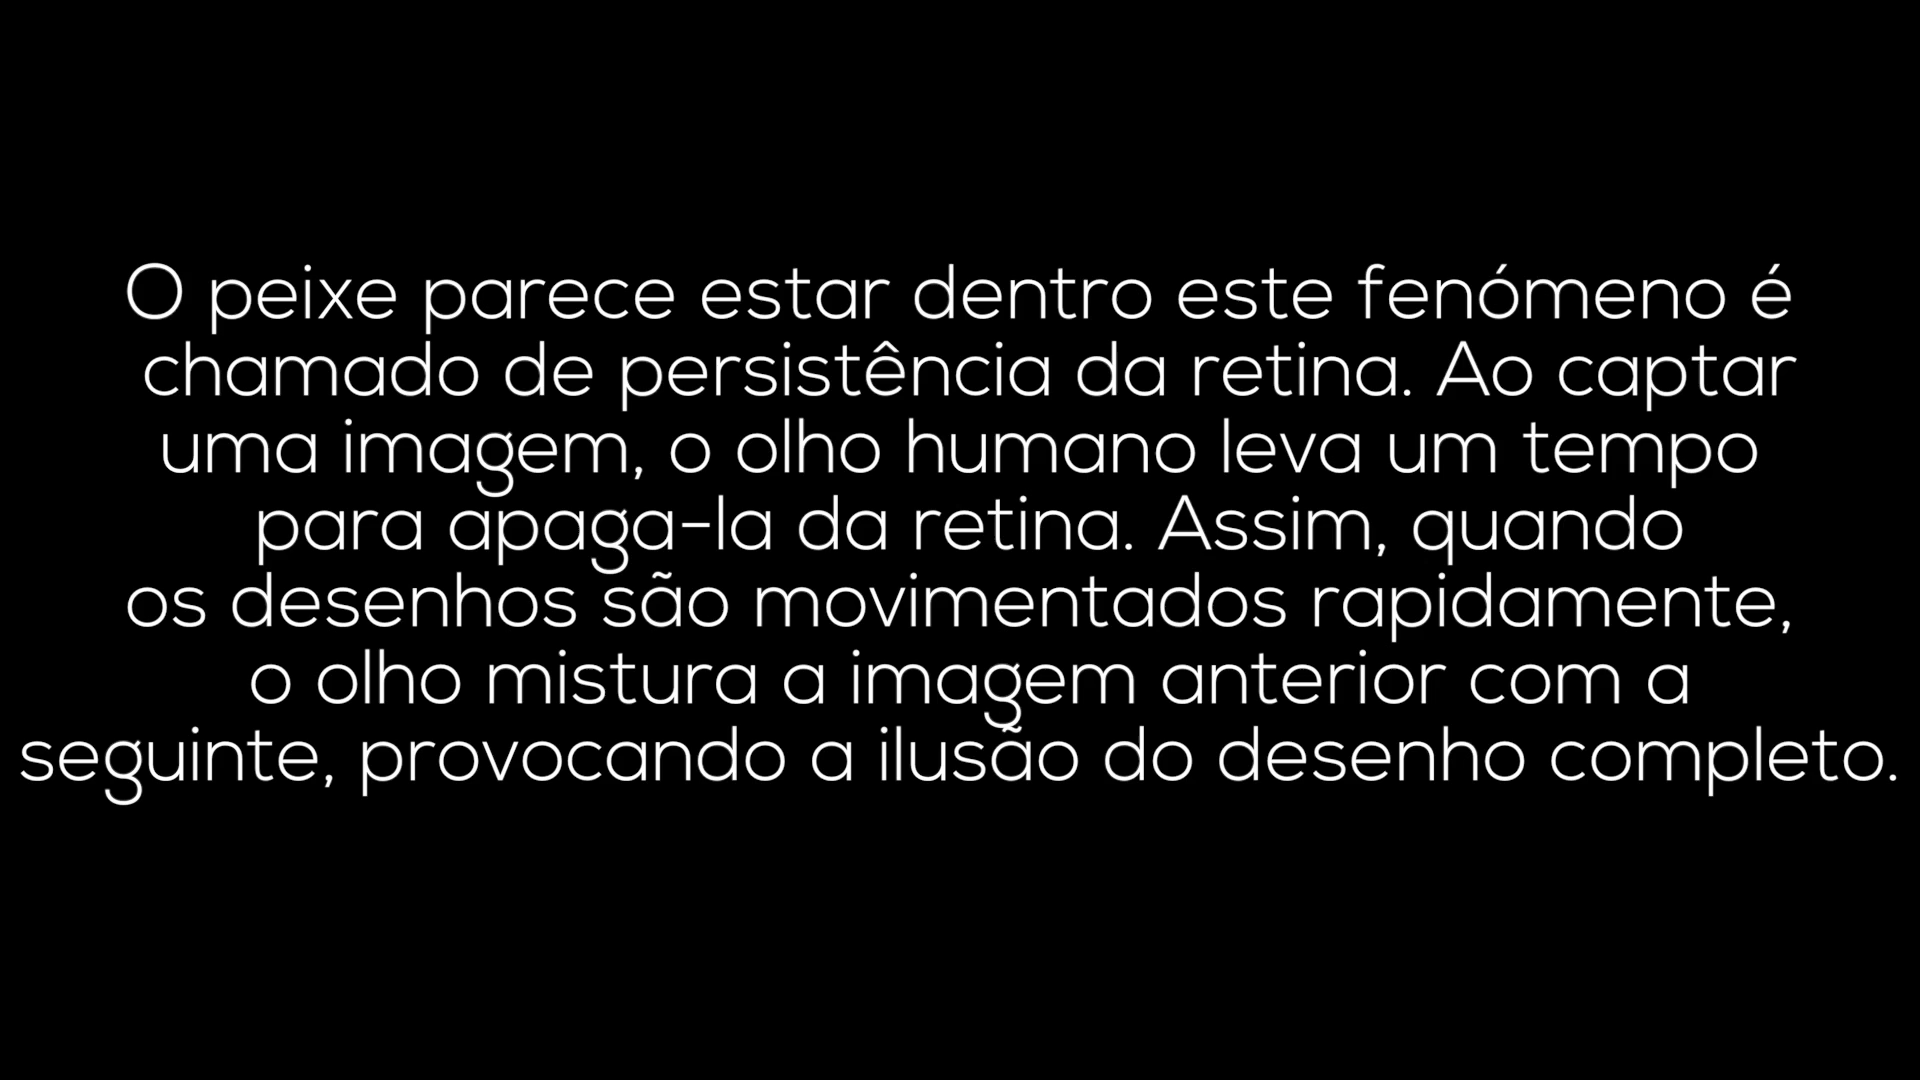 O peixe parece estar dentro este fenómeno é
chamado de persistência da retina. Ao captar
uma imagem, o olho humano leva um tempo
para apaga-la da retina. Assim, quando
os desenhos são movimentados rapidamente,
o olho mistura a imagem anterior com a
seguinte, provocando a ilusão do desenho completo.